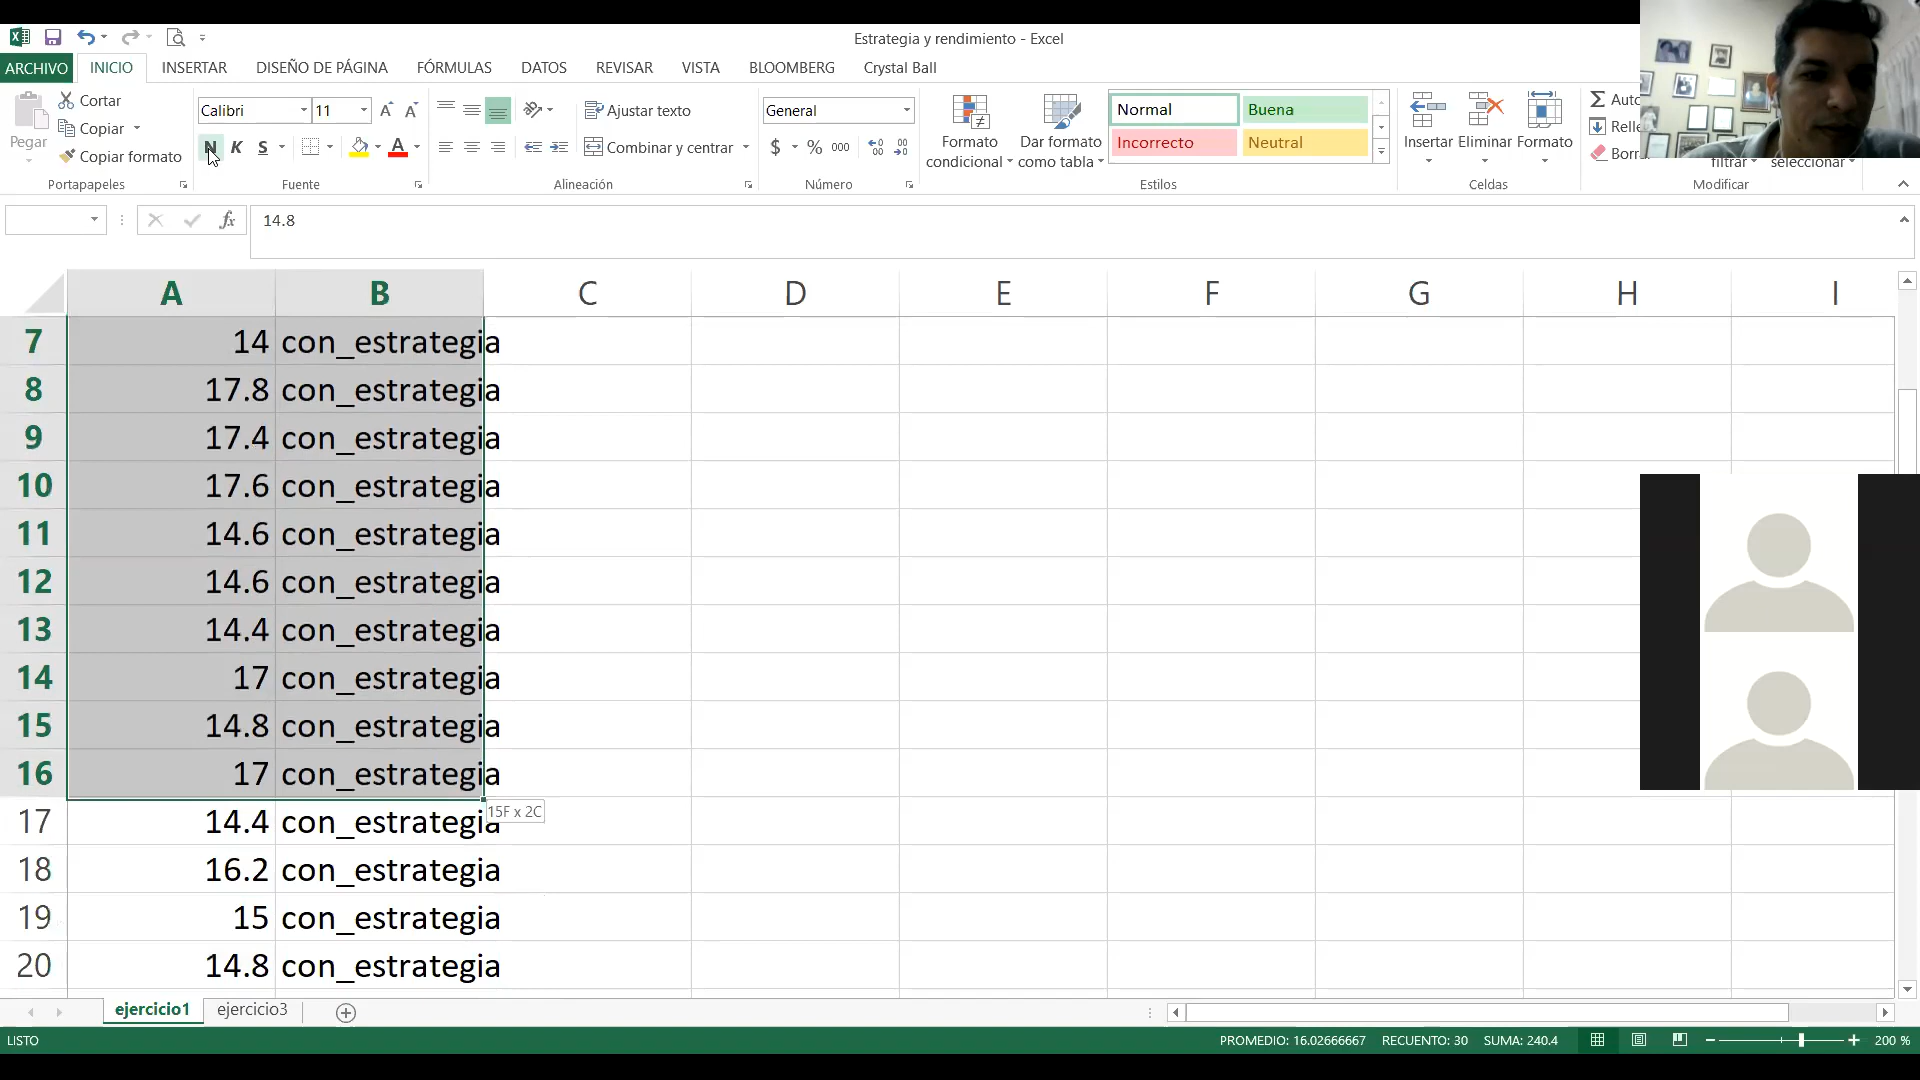 Estrategia y rendimiento - Excel
ARCHIVO INICIO INSERTAR DISEÑO DE PÁGINA FÓRMULAS DATOS REVISAR VISTA BLOOMBERG Crystal Ball
Pegar
Cortar
Copiar
Copiar formato
Portapapeles
Calibri 11
N K S
Fuente
Ajustar texto
Combinar y centrar
Alineación
General
$ % 000
Número
Formato condicional
Dar formato como tabla
Normal Buena
Incorrecto Neutral
Estilos
Insertar Eliminar Formato
Celdas
Σ Auto
Relle
Borr
filtrar seleccionar
Modificar
fx 14.8
A B C D E F G H I
7 14 con_estrategia
8 17.8 con_estrategia
9 17.4 con_estrategia
10 17.6 con_estrategia
11 14.6 con_estrategia
12 14.6 con_estrategia
13 14.4 con_estrategia
14 17 con_estrategia
15 14.8 con_estrategia
16 17 con_estrategia
15F x 2C
17 14.4 con_estrategia
18 16.2 con_estrategia
19 15 con_estrategia
20 14.8 con_estrategia
ejercicio1 ejercicio3
LISTO PROMEDIO: 16.02666667 RECUENTO: 30 SUMA: 240.4 200 %